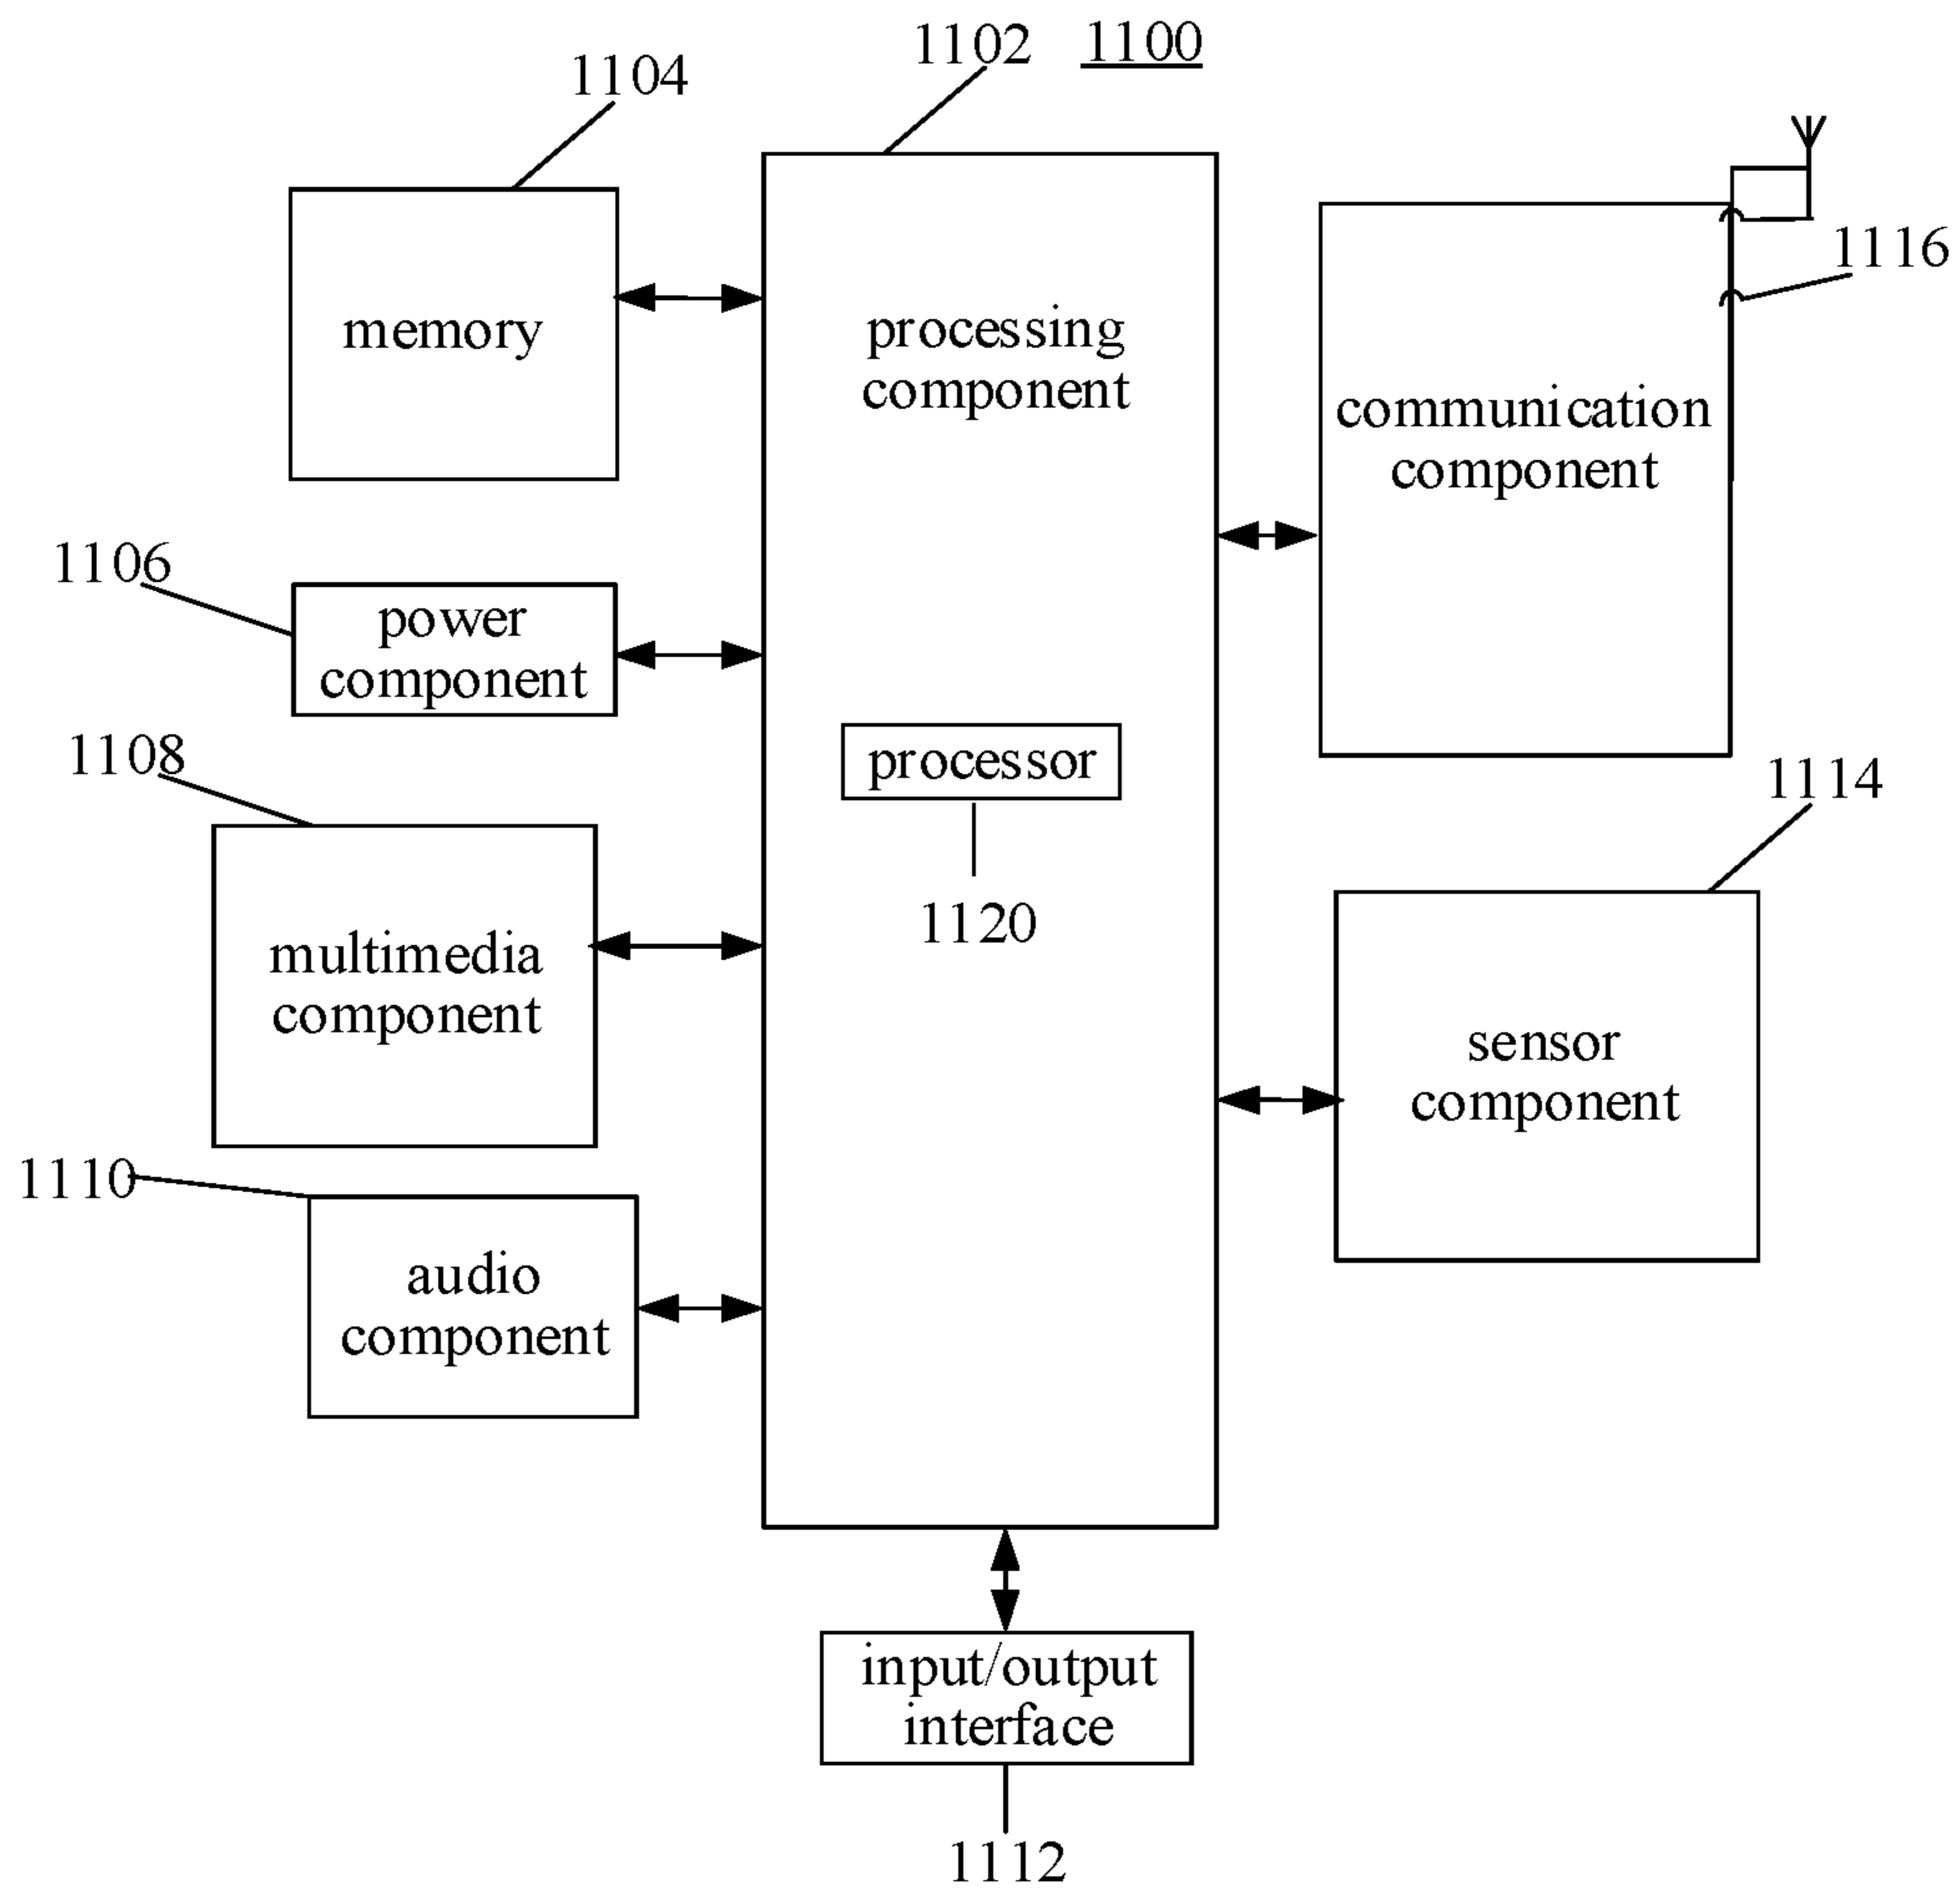 1102
1100
1104
1116
memory
processing
component
communication
component
1106
power
component
1108
processor
1114
1120
multimedia
component
sensor
component
1110
audio
component
input/output
interface
1112